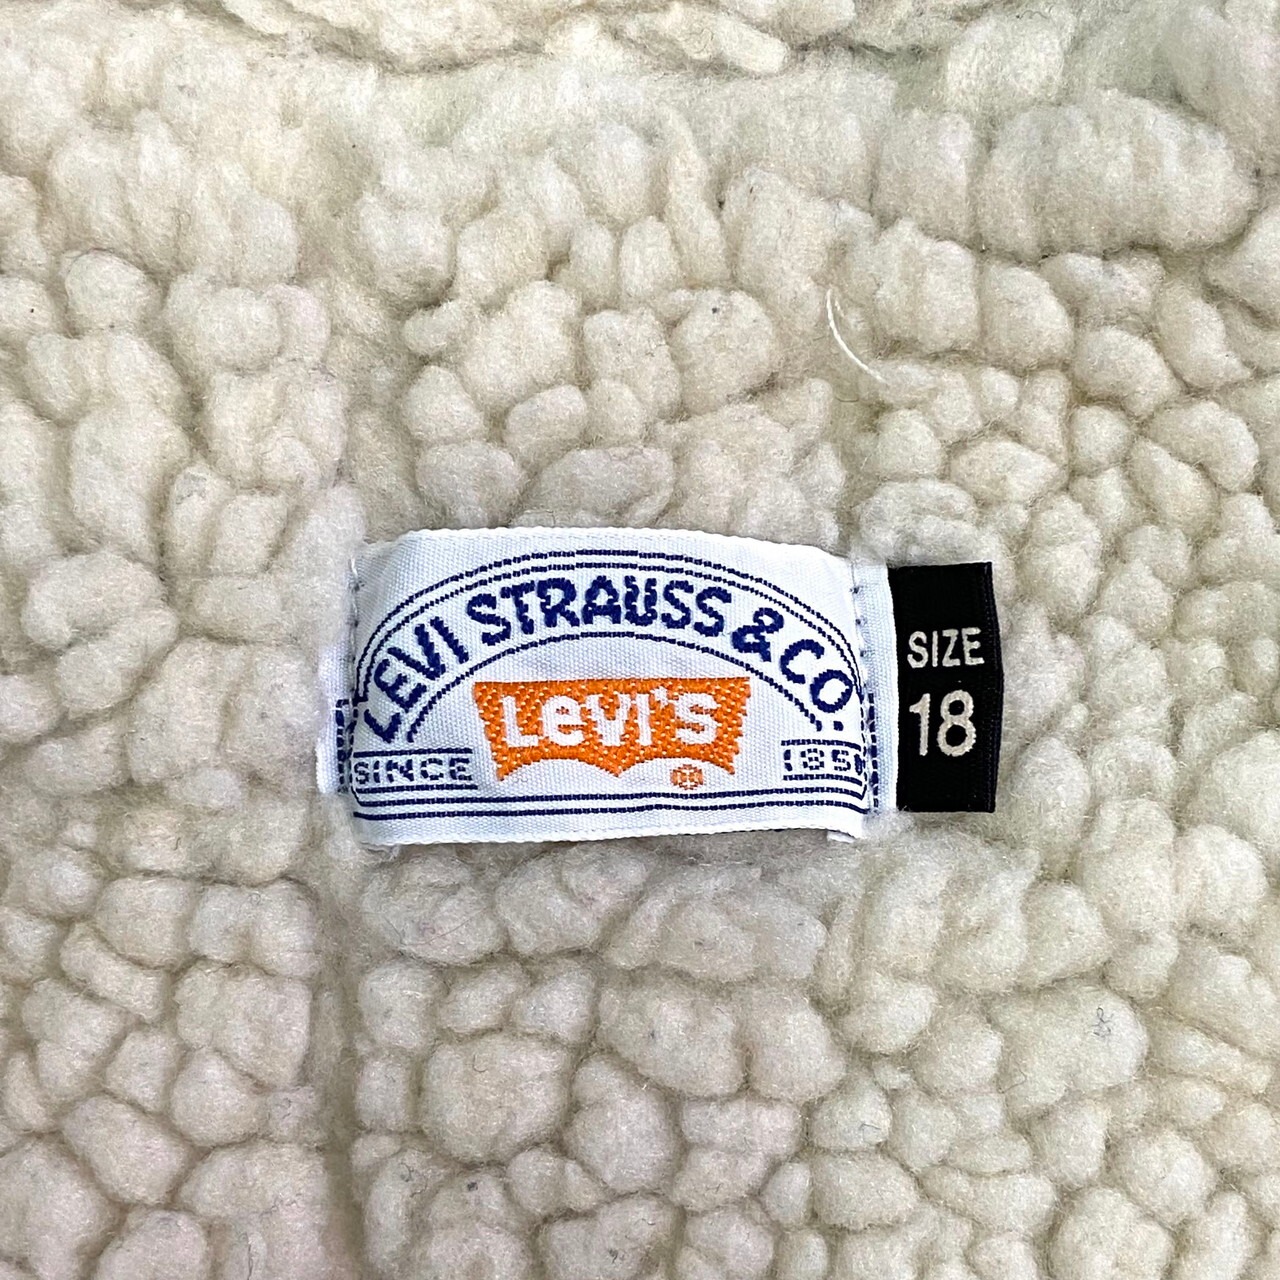 LEVI STRAUSS & CO.
LEVI'S
®
SINCE
SIZE
18